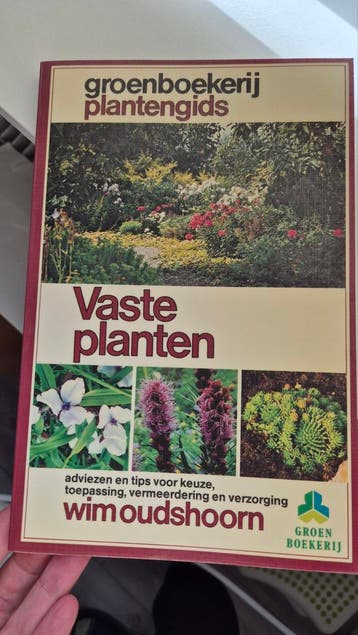 groenboekerij
plantengids
Vaste
planten
adviezen en tips voor keuze,
toepassing, vermeerdering en verzorging
wim oudshoorn
GROEN
BOEKERIJ